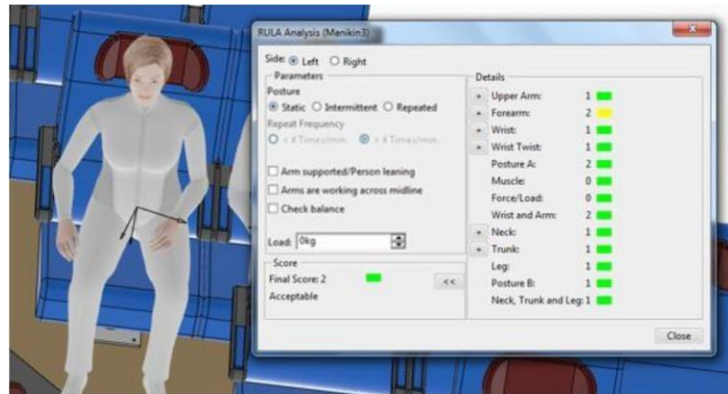 RULA Analysis (Manikin3)
Side: Left Right
Parameters
Posture
Static Intermittent Repeated
Repeat Frequency
< 4 Times/min. > 4 Times/min.
Arm supported/Person leaning
Arms are working across midline
Check balance
Load: 0kg
Score
Final Score: 2
<<
Acceptable
Details
+ Upper Arm: 1
+ Forearm: 2
+ Wrist: 1
+ Wrist Twist: 1
Posture A: 2
Muscle: 0
Force/Load: 0
Wrist and Arm: 2
+ Neck: 1
+ Trunk: 1
Leg: 1
Posture B: 1
Neck, Trunk and Leg: 1
Close